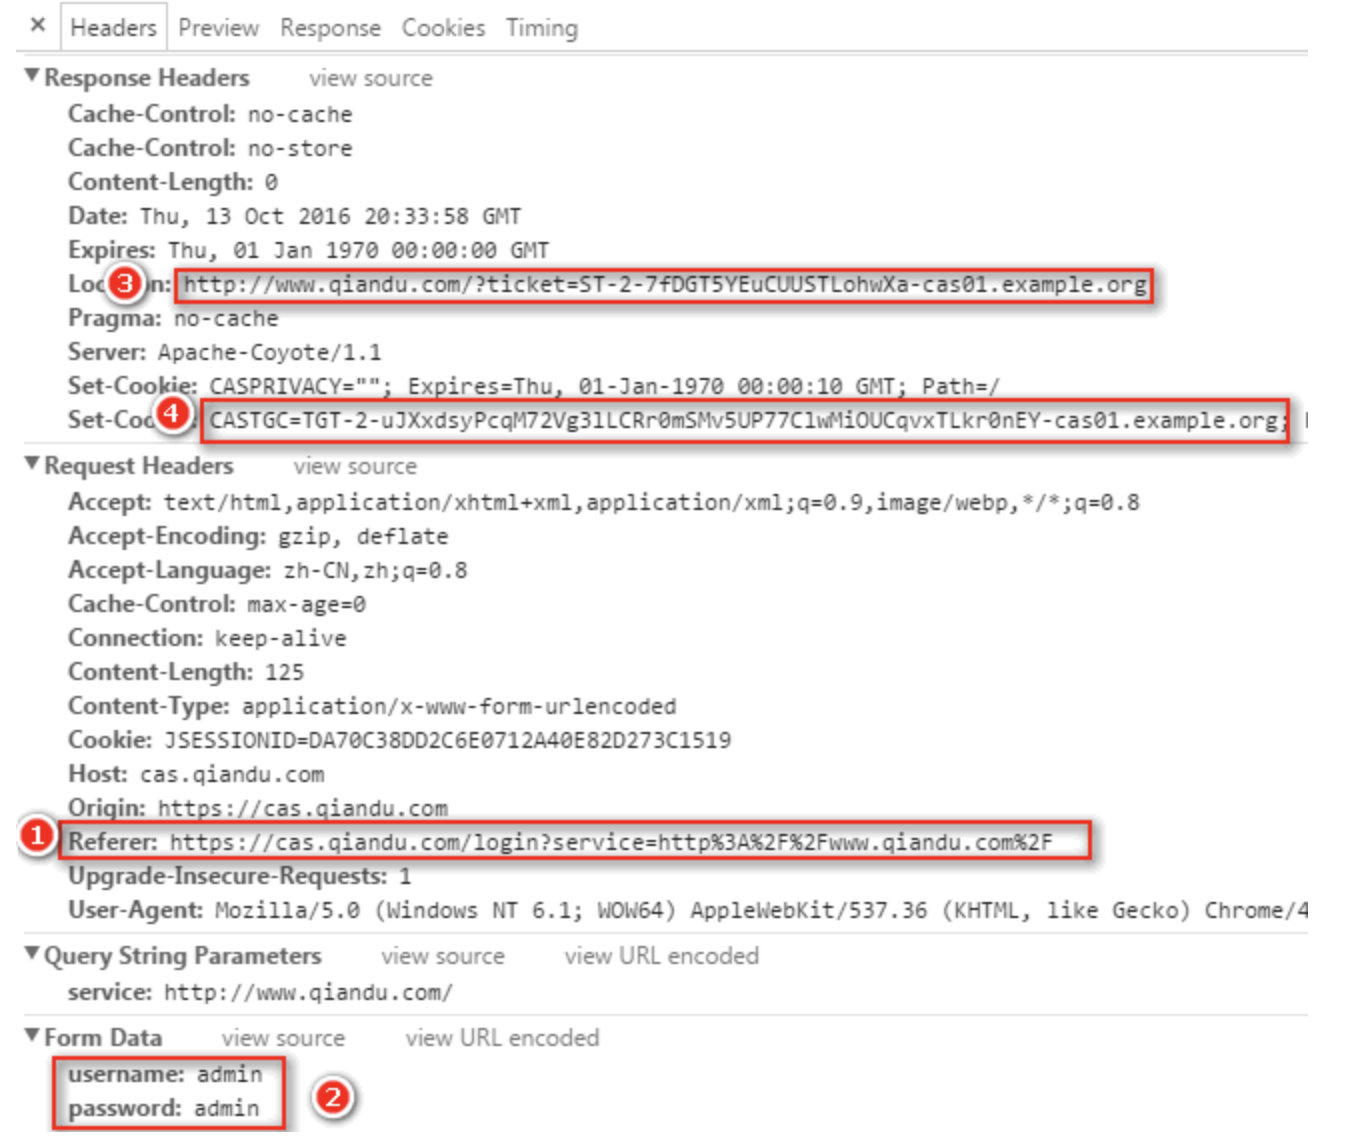 × Headers Preview Response Cookies Timing
▼Response Headers view source
Cache-Control: no-cache
Cache-Control: no-store
Content-Length: 0
Date: Thu, 13 Oct 2016 20:33:58 GMT
Expires: Thu, 01 Jan 1970 00:00:00 GMT
Loc 3 n: http://www.qiandu.com/?ticket=ST-2-7fDGT5YEuCUUSTLohwXa-cas01.example.org
Pragma: no-cache
Server: Apache-Coyote/1.1
Set-Cookie: CASPRIVACY=""; Expires=Thu, 01-Jan-1970 00:00:10 GMT; Path=/
Set-Coo 4 CASTGC=TGT-2-uJXxdsyPcqM72Vg3lLCRr0mSMv5UP77ClwMiOUCqvxTLkr0nEY-cas01.example.org;
▼Request Headers view source
Accept: text/html,application/xhtml+xml,application/xml;q=0.9,image/webp,*/*;q=0.8
Accept-Encoding: gzip, deflate
Accept-Language: zh-CN,zh;q=0.8
Cache-Control: max-age=0
Connection: keep-alive
Content-Length: 125
Content-Type: application/x-www-form-urlencoded
Cookie: JSESSIONID=DA70C38DD2C6E0712A40E82D273C1519
Host: cas.qiandu.com
Origin: https://cas.qiandu.com
1 Referer: https://cas.qiandu.com/login?service=http%3A%2F%2Fwww.qiandu.com%2F
Upgrade-Insecure-Requests: 1
User-Agent: Mozilla/5.0 (Windows NT 6.1; WOW64) AppleWebKit/537.36 (KHTML, like Gecko) Chrome/4
▼Query String Parameters view source view URL encoded
service: http://www.qiandu.com/
▼Form Data view source view URL encoded
username: admin
password: admin 2